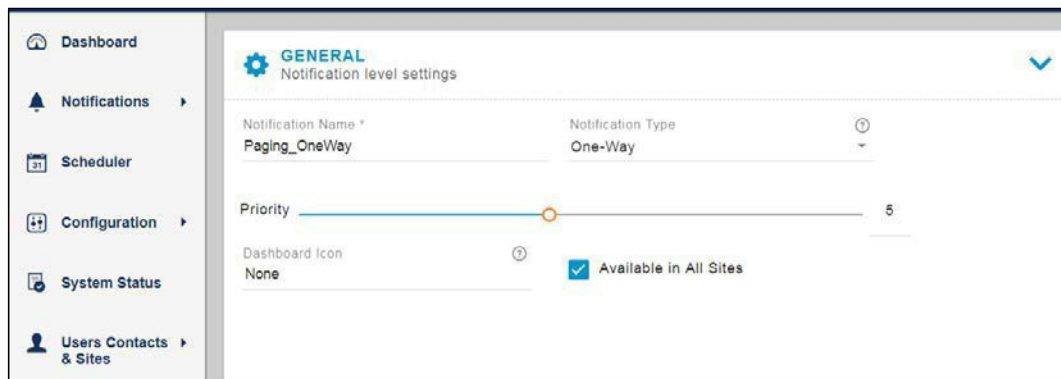 Dashboard
Notifications
31
Scheduler
Configuration
System Status
Users Contacts
& Sites
GENERAL
Notification level settings
Notification Name *
Paging_OneWay
Notification Type
?
One-Way
Priority
5
Dashboard Icon
?
None
Available in All Sites